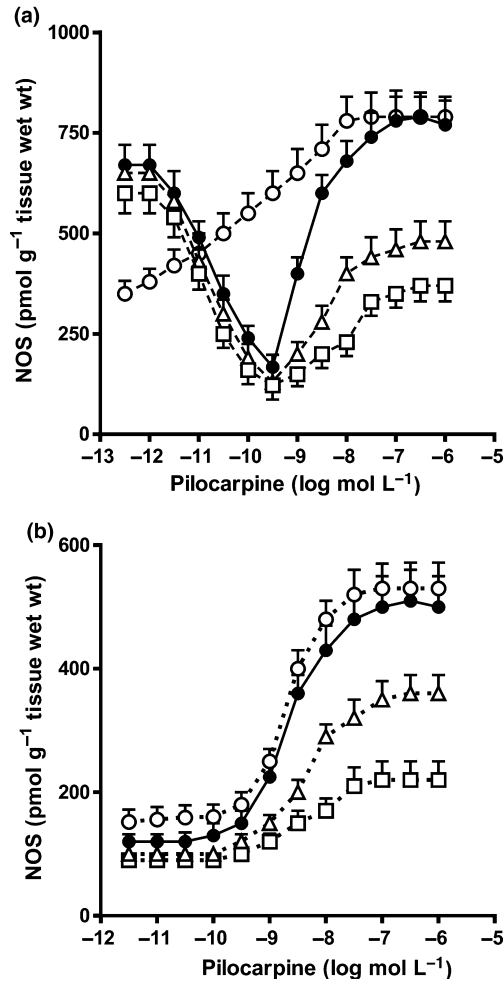 (a)
1000
750
500
250
0
NOS (pmol g⁻¹ tissue wet wt)
–13 –12 –11 –10 –9 –8 –7 –6 –5
Pilocarpine (log mol L⁻¹)
(b)
600
400
200
0
NOS (pmol g⁻¹ tissue wet wt)
–12 –11 –10 –9 –8 –7 –6 –5
Pilocarpine (log mol L⁻¹)